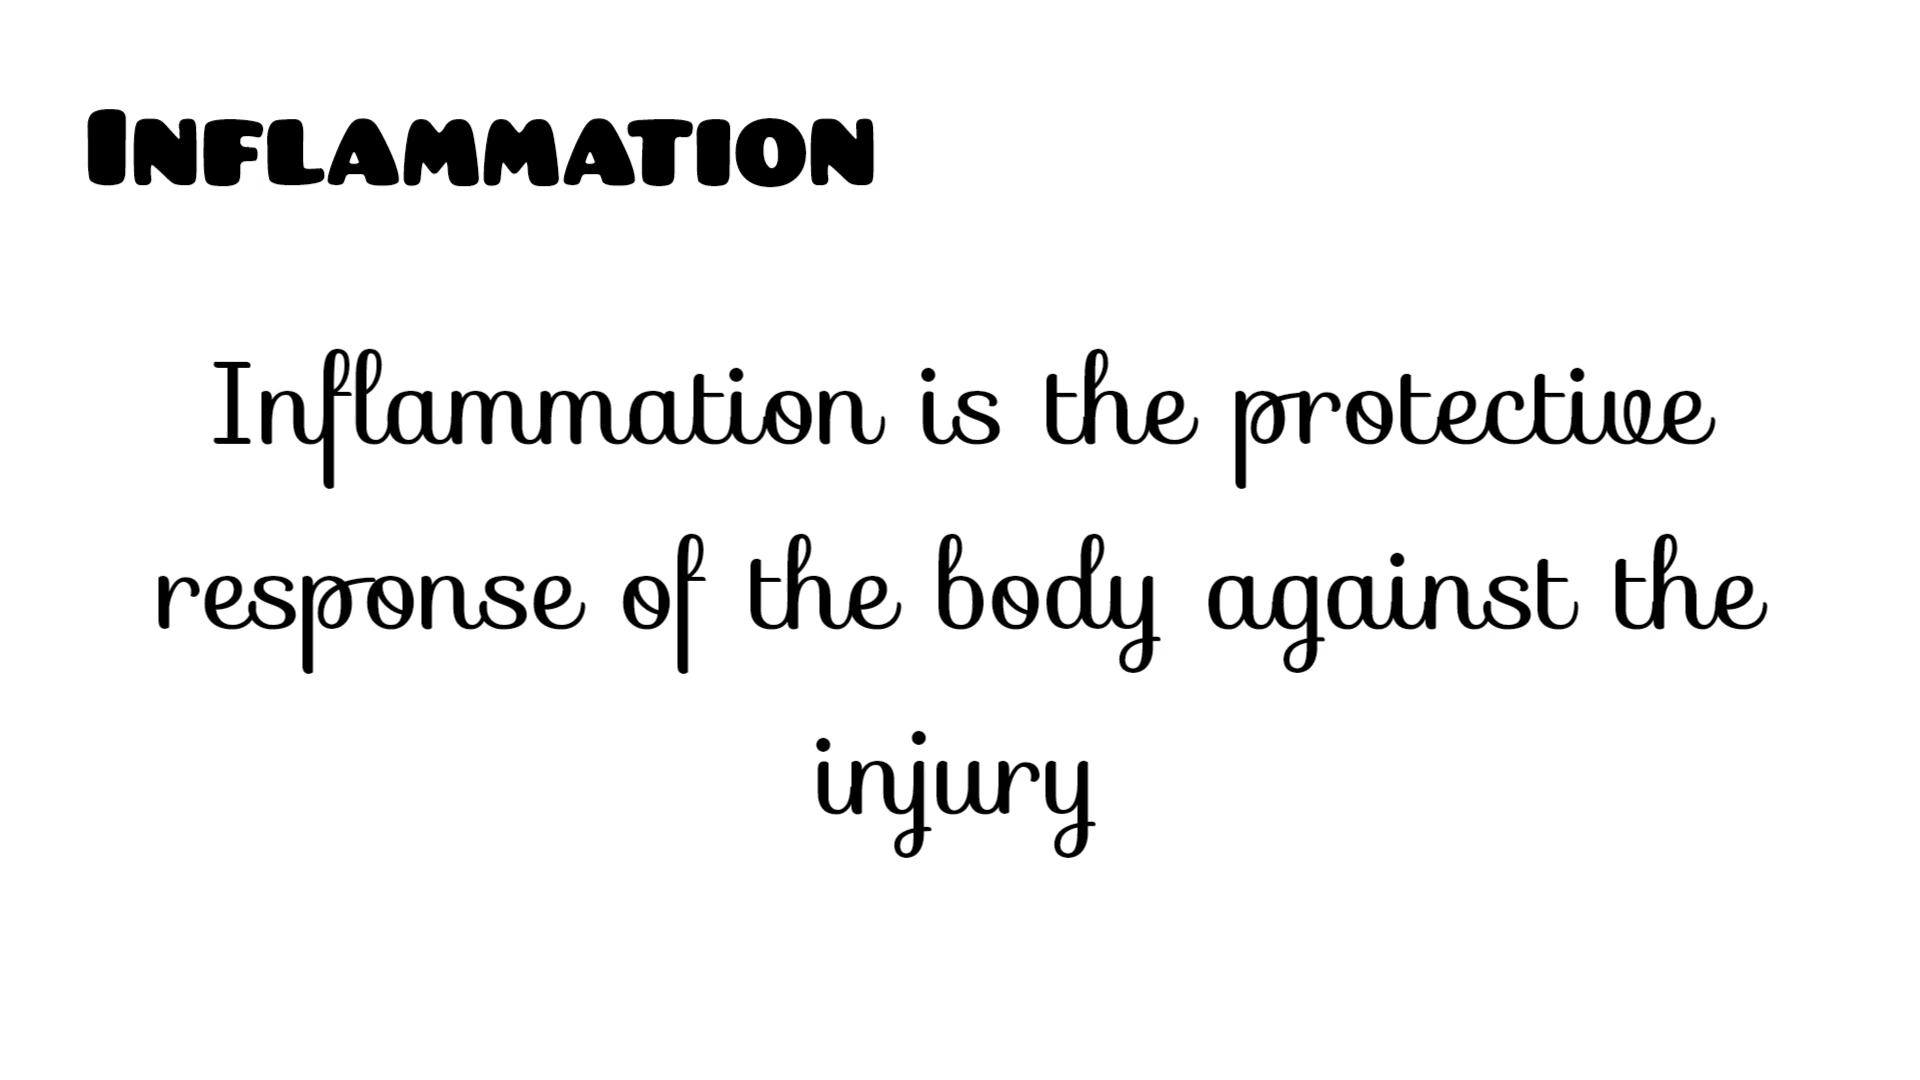 Inflammation
Inflammation is the protective
response of the body against the
injury